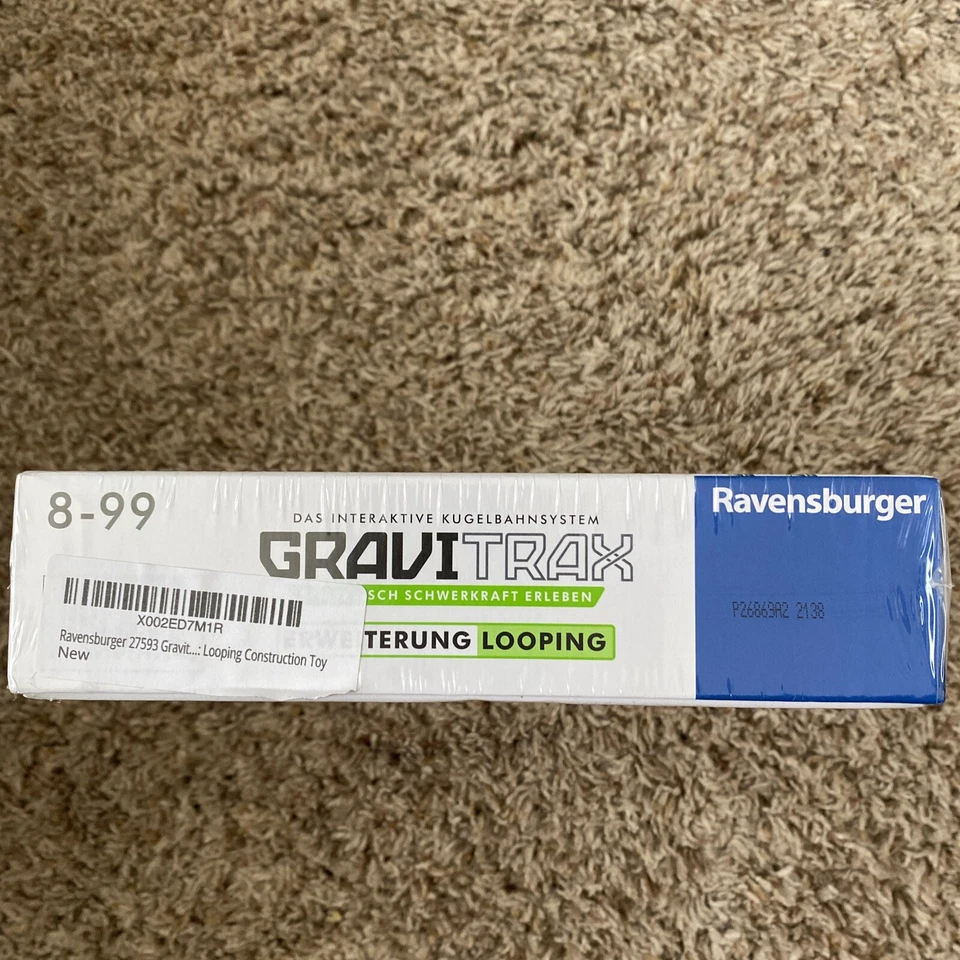 8-99
DAS INTERAKTIVE KUGELBAHNSYSTEM
GRAVITRAX
SCH SCHWERKRAFT ERLEBEN
ERWEITERUNG LOOPING
X002ED7M1R
Ravensburger 27593 Gravit...: Looping Construction Toy
New
Ravensburger
P26869A2 2138